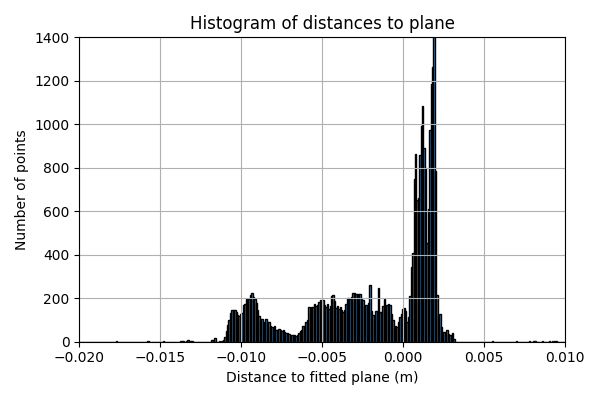 Histogram of distances to plane
1400
1200
1000
800
600
400
200
0
Number of points
−0.020 −0.015 −0.010 −0.005 0.000 0.005 0.010
Distance to fitted plane (m)